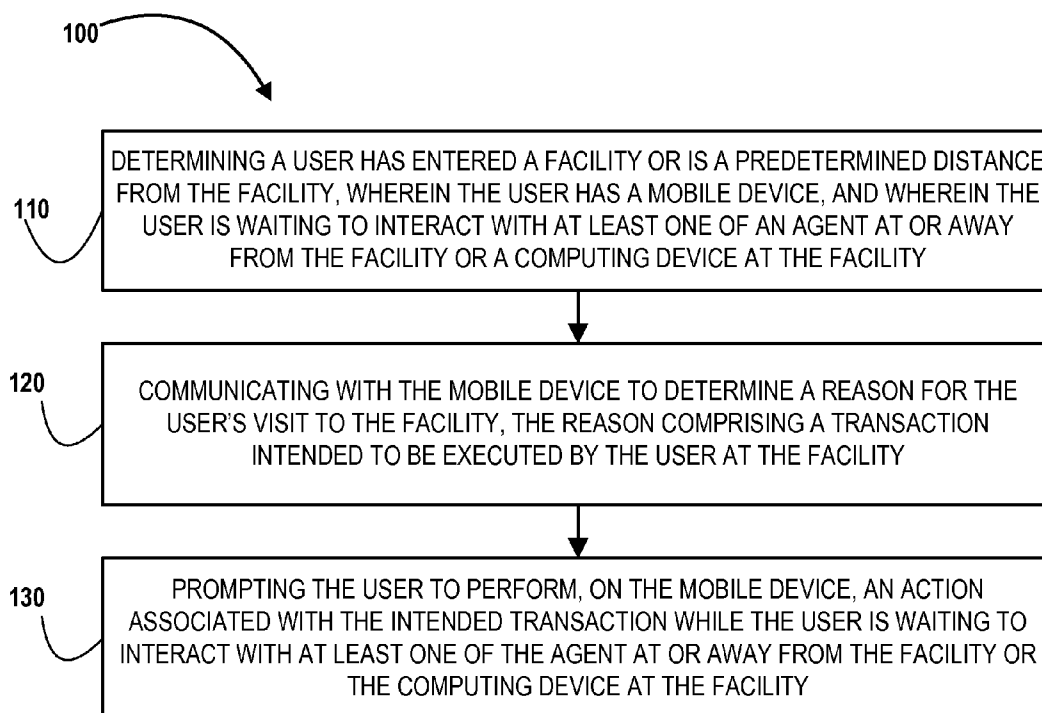 100
110
DETERMINING A USER HAS ENTERED A FACILITY OR IS A PREDETERMINED DISTANCE
FROM THE FACILITY, WHEREIN THE USER HAS A MOBILE DEVICE, AND WHEREIN THE
USER IS WAITING TO INTERACT WITH AT LEAST ONE OF AN AGENT AT OR AWAY
FROM THE FACILITY OR A COMPUTING DEVICE AT THE FACILITY
120
COMMUNICATING WITH THE MOBILE DEVICE TO DETERMINE A REASON FOR THE
USER'S VISIT TO THE FACILITY, THE REASON COMPRISING A TRANSACTION
INTENDED TO BE EXECUTED BY THE USER AT THE FACILITY
130
PROMPTING THE USER TO PERFORM, ON THE MOBILE DEVICE, AN ACTION
ASSOCIATED WITH THE INTENDED TRANSACTION WHILE THE USER IS WAITING TO
INTERACT WITH AT LEAST ONE OF THE AGENT AT OR AWAY FROM THE FACILITY OR
THE COMPUTING DEVICE AT THE FACILITY